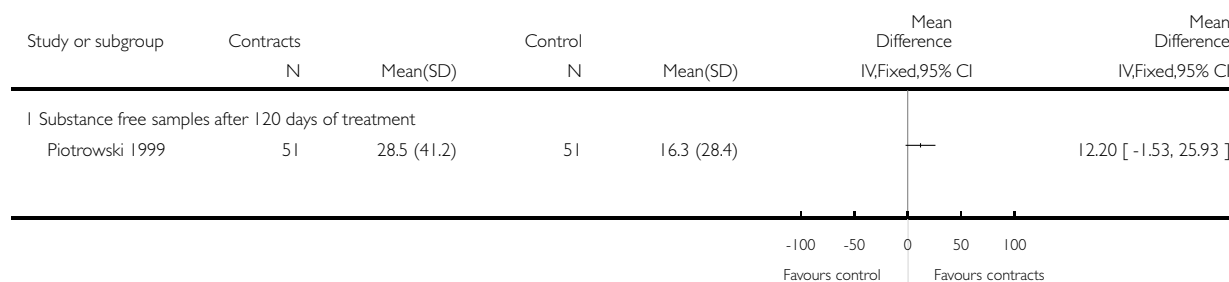 Study or subgroup Contracts Control Mean Difference Mean Difference
N Mean(SD) N Mean(SD) IV,Fixed,95% CI IV,Fixed,95% CI
1 Substance free samples after 120 days of treatment
Piotrowski 1999 51 28.5 (41.2) 51 16.3 (28.4) 12.20 [ -1.53, 25.93 ]
-100 -50 0 50 100
Favours control Favours contracts